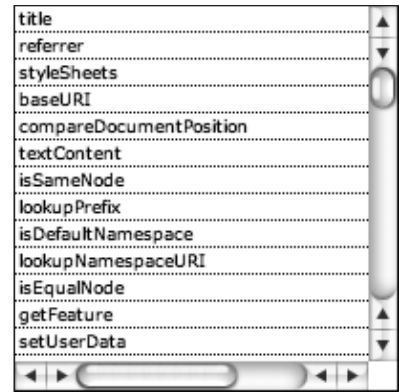 title
referrer
styleSheets
baseURI
compareDocumentPosition
textContent
isSameNode
lookupPrefix
isDefaultNamespace
lookupNamespaceURI
isEqualNode
getFeature
setUserData